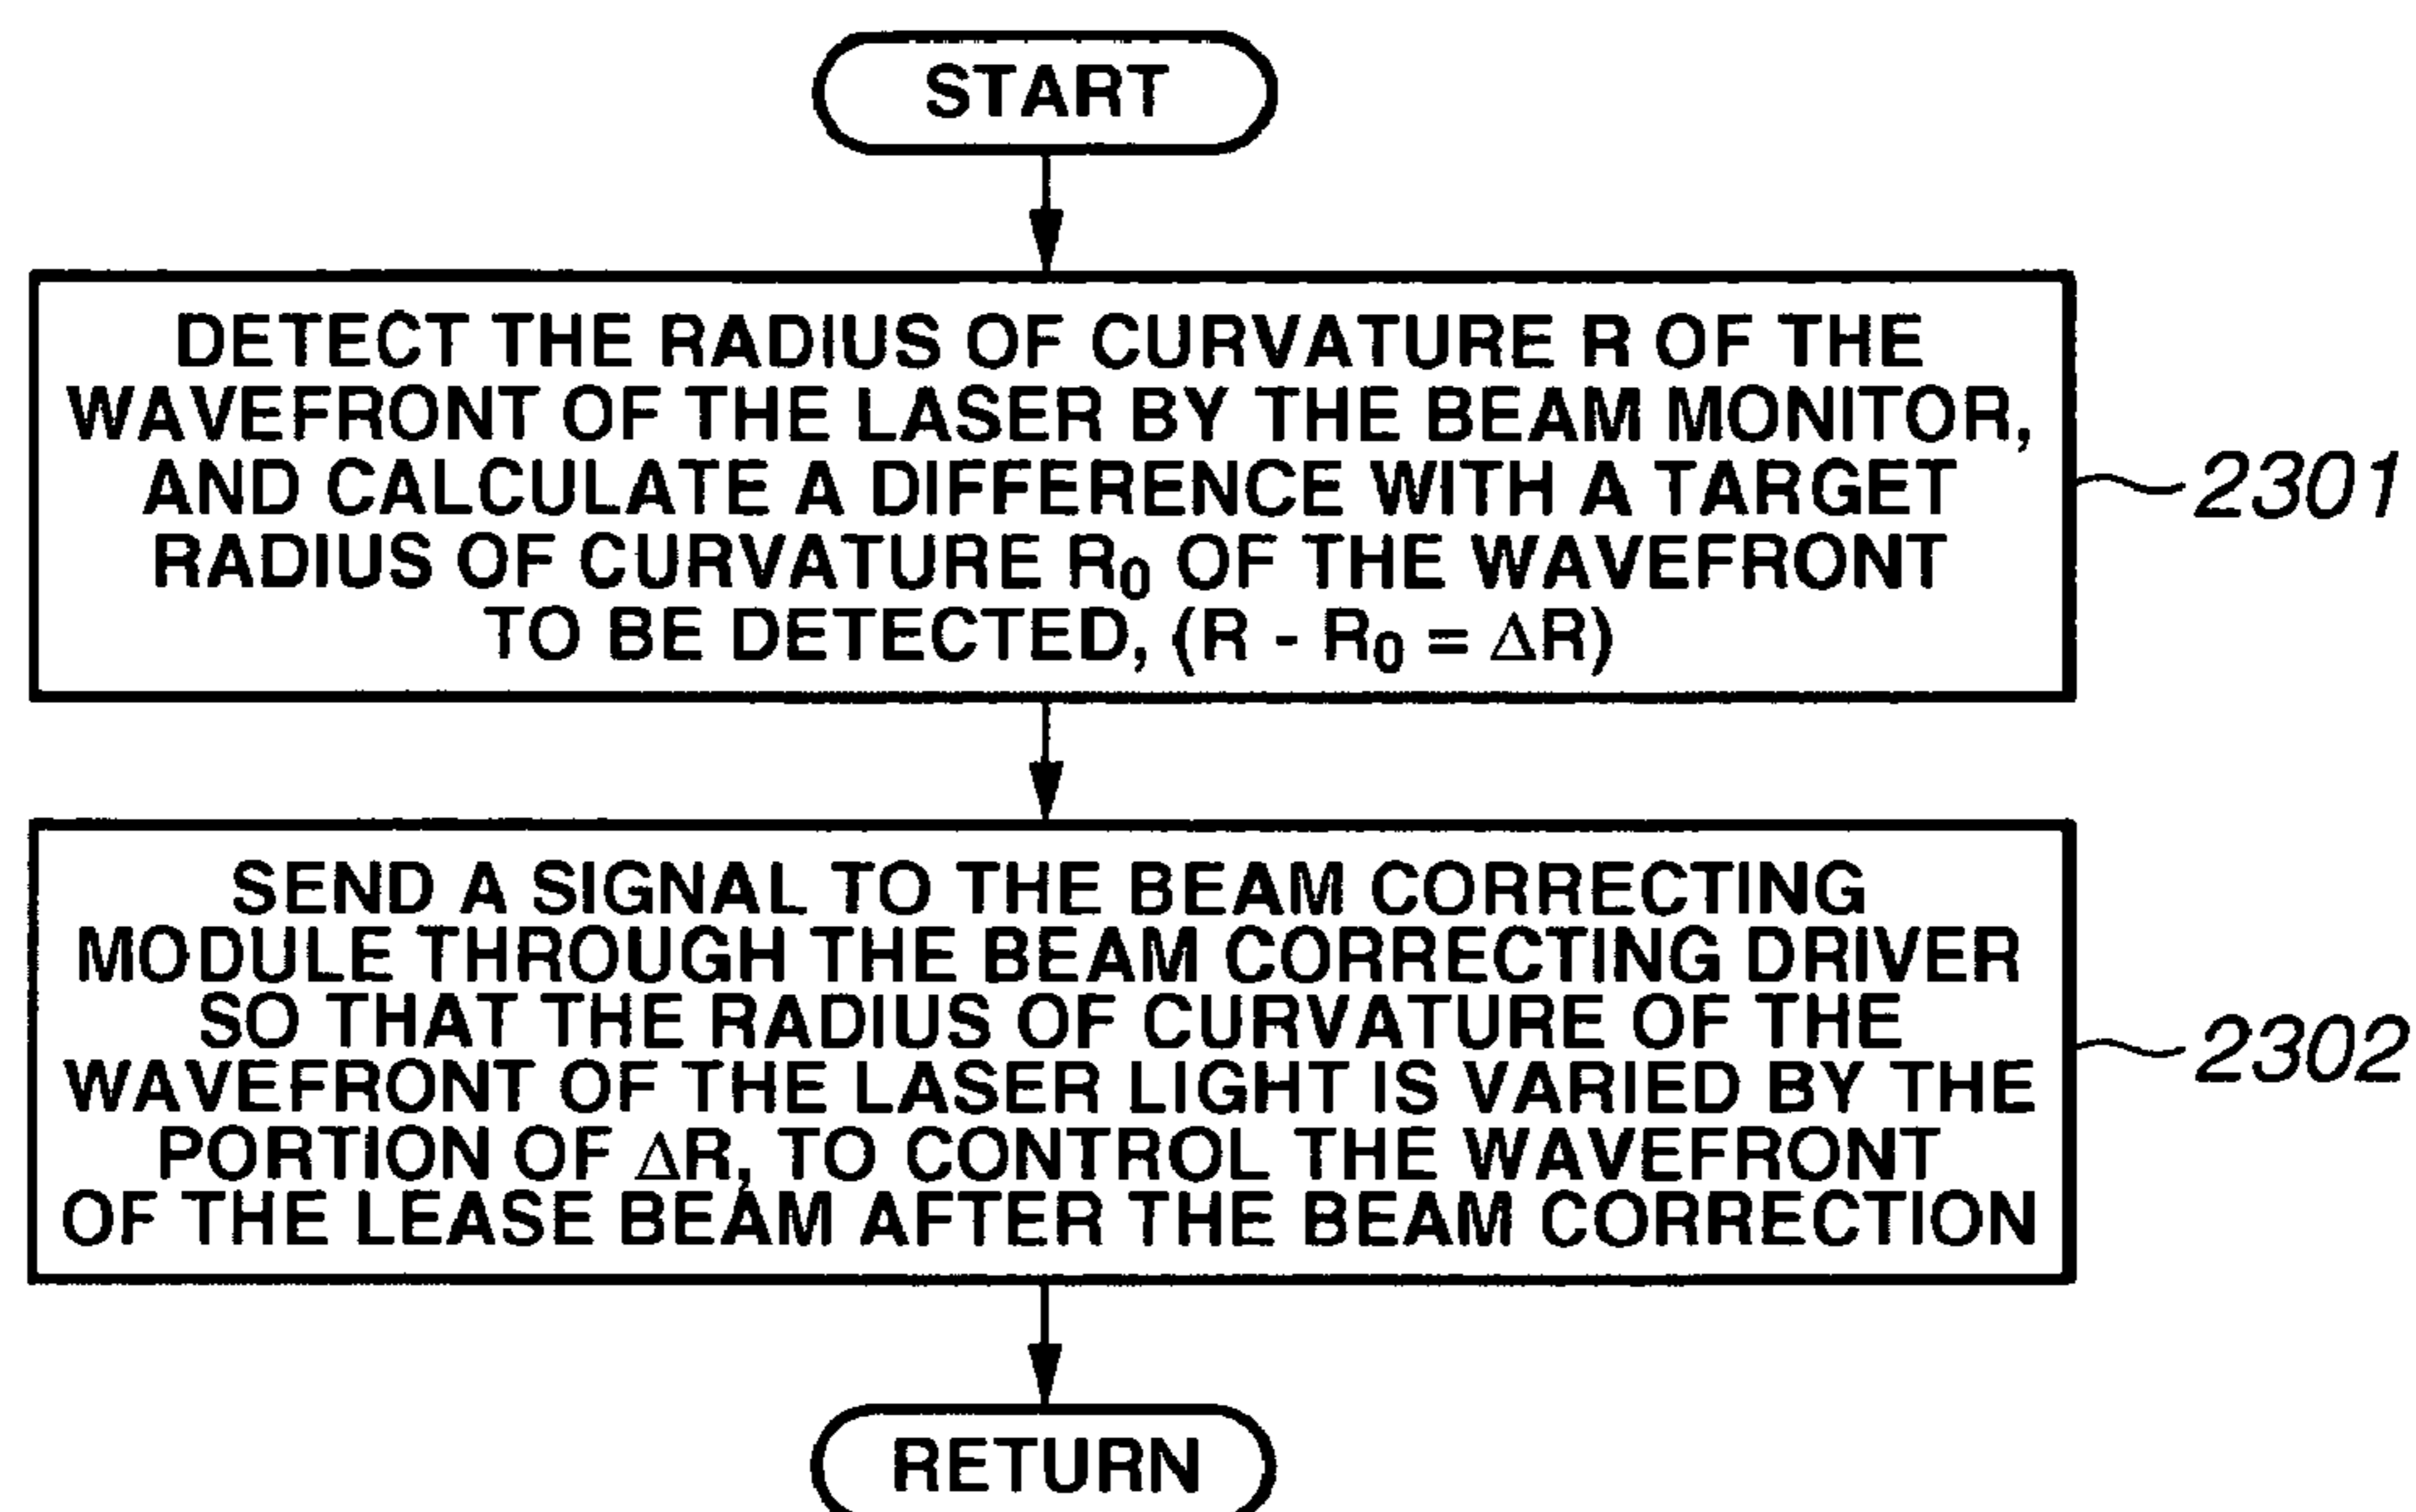 START
DETECT THE RADIUS OF CURVATURE R OF THE
WAVEFRONT OF THE LASER BY THE BEAM MONITOR,
AND CALCULATE A DIFFERENCE WITH A TARGET
RADIUS OF CURVATURE R₀ OF THE WAVEFRONT
TO BE DETECTED, (R - R₀ = ΔR)
2301
SEND A SIGNAL TO THE BEAM CORRECTING
MODULE THROUGH THE BEAM CORRECTING DRIVER
SO THAT THE RADIUS OF CURVATURE OF THE
WAVEFRONT OF THE LASER LIGHT IS VARIED BY THE
PORTION OF ΔR, TO CONTROL THE WAVEFRONT
OF THE LEASE BEAM AFTER THE BEAM CORRECTION
2302
RETURN